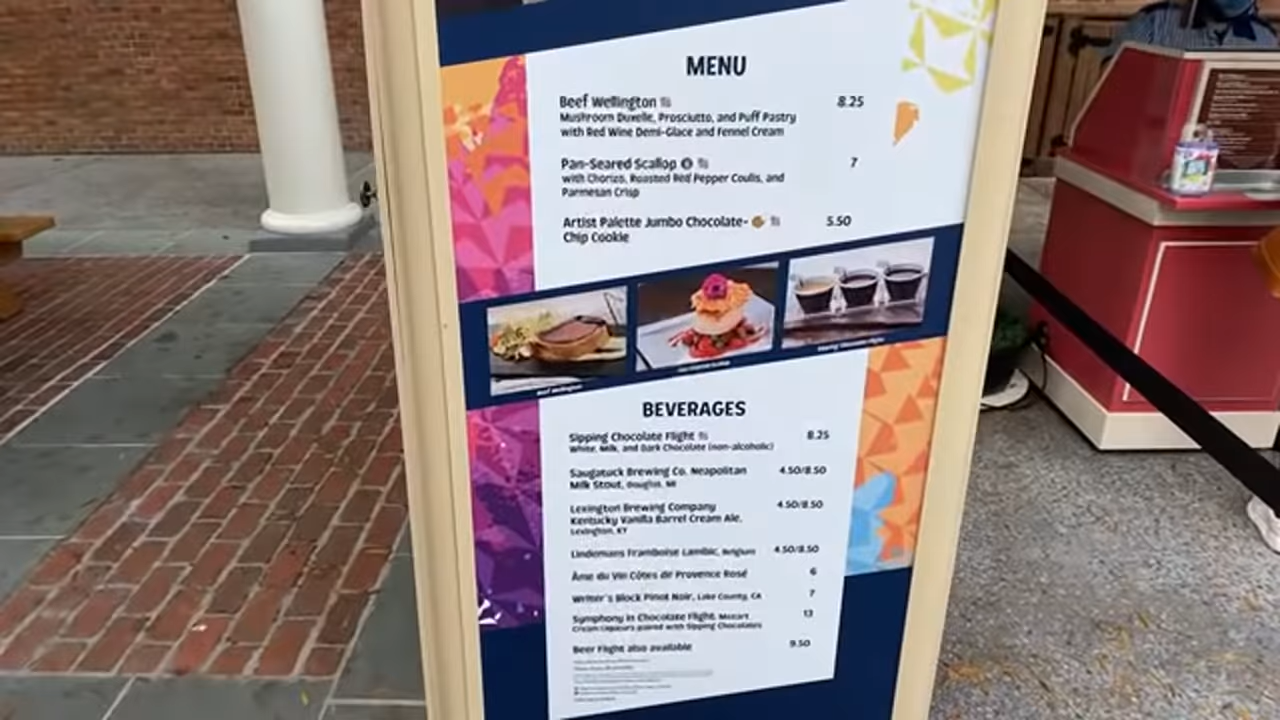 MENU
Beef Wellington 8.25
Mushroom Duxelle, Prosciutto, and Puff Pastry
with Red Wine Demi-Glace and Fennel Cream
Pan-Seared Scallop 7
with Chorizo, Roasted Red Pepper Coulis, and
Parmesan Crisp
Artist Palette Jumbo Chocolate- 5.50
Chip Cookie
Beef Wellington
BEVERAGES
Sipping Chocolate Flight 8.25
White, Milk, and Dark Chocolate (non-alcoholic)
Saugatuck Brewing Co. Neapolitan 4.50/8.50
Milk Stout, Douglas, MI
Lexington Brewing Company 4.50/8.50
Kentucky Vanilla Barrel Cream Ale,
Lexington, KY
Lindemans Framboise Lambic, Belgium 4.50/8.50
Âme du Vin Côtes de Provence Rosé 6
Writer's Block Pinot Noir, Lake County, CA 7
Symphony in Chocolate Flight, Mozart 13
Cream Liqueurs paired with Sipping Chocolates
Beer Flight also available 9.50